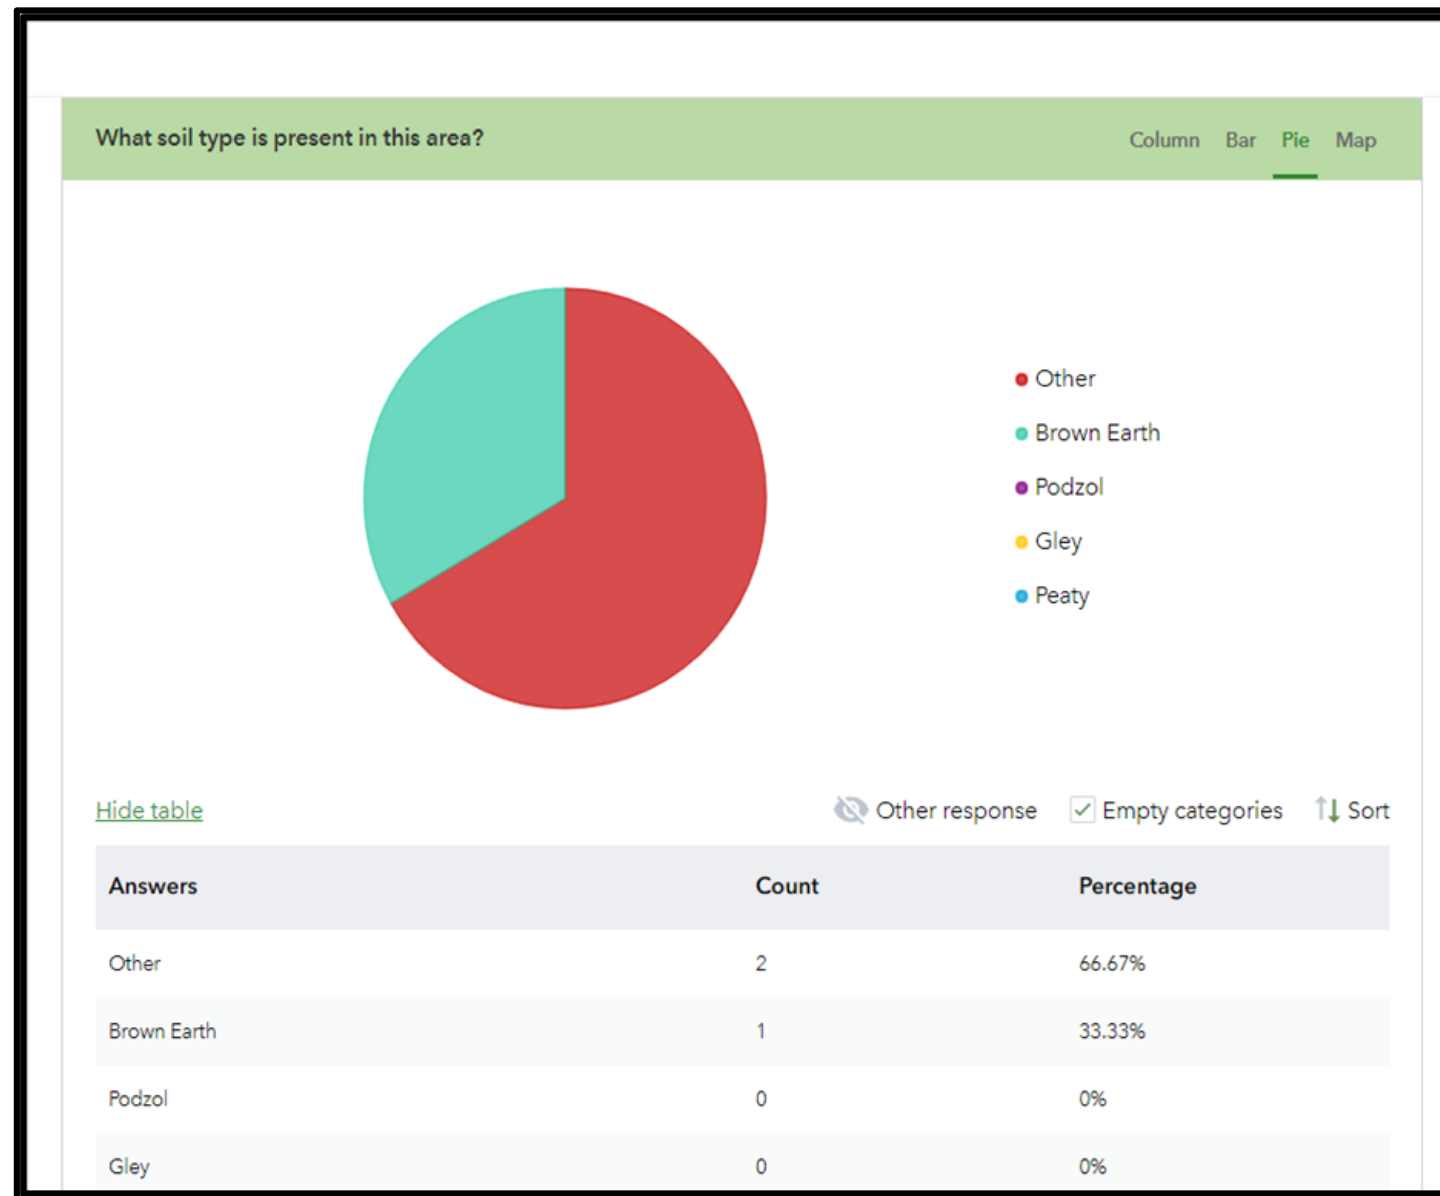 What soil type is present in this area?
Column Bar Pie Map
Other
Brown Earth
Podzol
Gley
Peaty
Hide table
Other response Empty categories Sort
Answers Count Percentage
Other 2 66.67%
Brown Earth 1 33.33%
Podzol 0 0%
Gley 0 0%